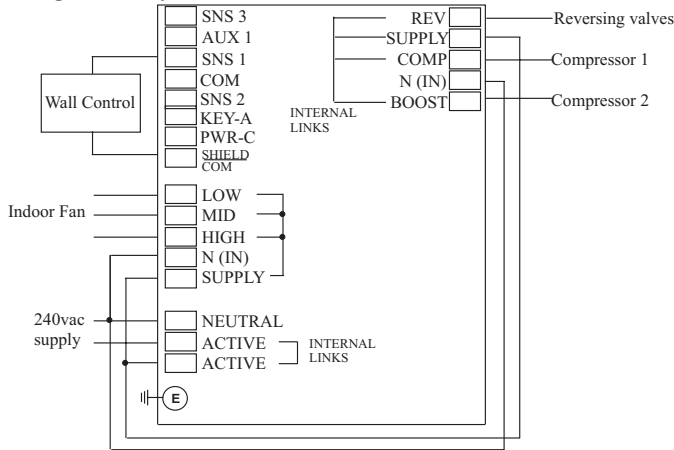 SNS 3
AUX 1
SNS 1
COM
SNS 2
KEY-A
PWR-C
SHIELD
COM
Wall Control
LOW
MID
HIGH
N (IN)
SUPPLY
Indoor Fan
240vac
supply
NEUTRAL
ACTIVE
ACTIVE
INTERNAL
LINKS
E
INTERNAL
LINKS
REV
SUPPLY
COMP
N (IN)
BOOST
Reversing valves
Compressor 1
Compressor 2